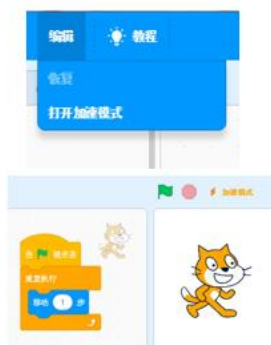 编辑 教程
恢复
打开加速模式
加速模式
当 被点击
重复执行
移动 1 步